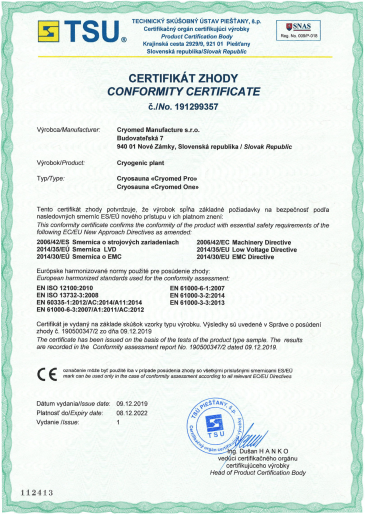 TSU®
TECHNICKÝ SKÚŠOBNÝ ÚSTAV PIEŠŤANY, š.p.
Certifikačný orgán certifikujúci výrobky
Product Certification Body
Krajinská cesta 2929/9, 921 01 Piešťany
Slovenská republika/Slovak Republic
SNAS
Reg. No. 009/P-018
CERTIFIKÁT ZHODY
CONFORMITY CERTIFICATE
č./No. 191299357
Výrobca/Manufacturer: Cryomed Manufacture s.r.o.
Budovateľská 7
940 01 Nové Zámky, Slovenská republika / Slovak Republic
Výrobok/Product: Cryogenic plant
Typ/Type: Cryosauna «Cryomed Pro»
Cryosauna «Cryomed One»
Tento certifikát zhody potvrdzuje, že výrobok spĺňa základné požiadavky na bezpečnosť podľa
nasledovných smerníc ES/EÚ nového prístupu v ich platnom znení:
This conformity certificate confirms the conformity of the product with essential safety requirements of the
following EC/EU New Approach Directives as amended:
2006/42/ES Smernica o strojových zariadeniach 2006/42/EC Machinery Directive
2014/35/EÚ Smernica LVD 2014/35/EU Low Voltage Directive
2014/30/EÚ Smernica o EMC 2014/30/EU EMC Directive
Európske harmonizované normy použité pre posúdenie zhody:
European harmonized standards used for the conformity assessment:
EN ISO 12100:2010 EN 61000-6-1:2007
EN ISO 13732-3:2008 EN 61000-3-2:2014
EN 60335-1:2012/AC:2014/A11:2014 EN 61000-3-3:2013
EN 61000-6-3:2007/A1:2011/AC:2012
Certifikát je vydaný na základe skúšok vzorky typu výrobku. Výsledky sú uvedené v Správe o posúdení
zhody č. 190500347/2 zo dňa 09.12.2019
The certificate has been issued on the basis of the tests of the product type sample. The results
are recorded in the Conformity assessment report No. 190500347/2 dated 09.12.2019.
CE označenie môže byť použité iba v prípade posúdenia zhody so všetkými príslušnými smernicami ES/EÚ
mark can be used only in the case of conformity assessment according to all relevant EC/EU Directives
Dátum vydania/Issue date: 09.12.2019
Platnosť do/Expiry date: 08.12.2022
Vydanie /Issue: 1
TSÚ PIEŠŤANY, š.p.
TSU
Ing. Dušan H A N K O
vedúci certifikačného orgánu
certifikujúceho výrobky
Head of Product Certification Body
112413